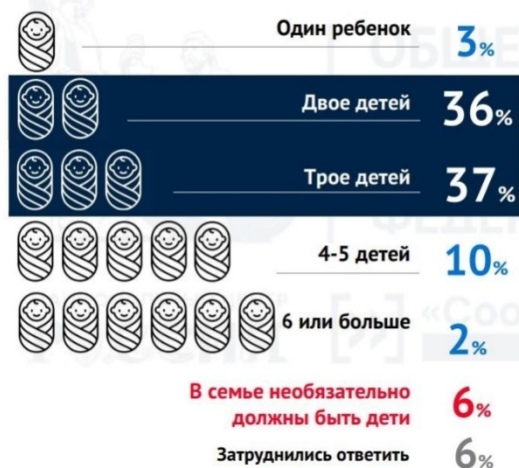 Один ребенок 3%
Двое детей 36%
Трое детей 37%
4-5 детей 10%
6 или больше 2%
В семье необязательно
должны быть дети 6%
Затруднились ответить 6%